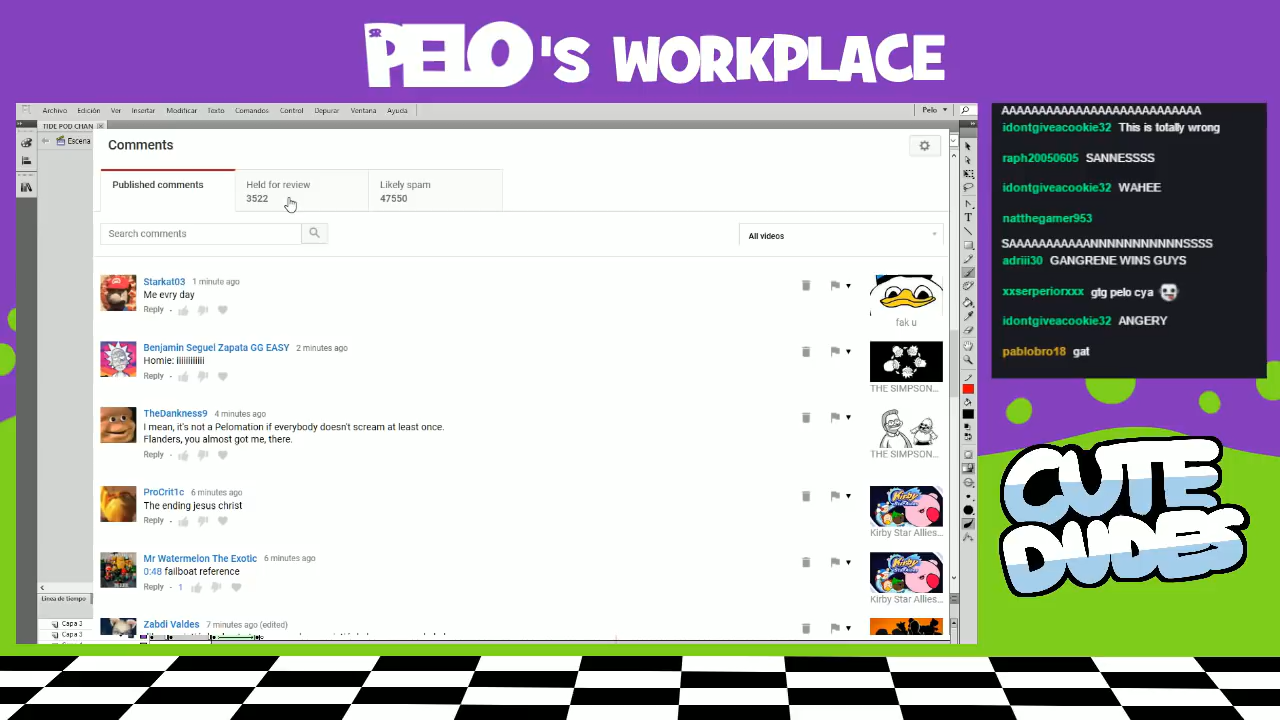 SR
PELO'S WORKPLACE
Archivo Edición Ver Insertar Modificar Texto Comandos Control Depurar Ventana Ayuda
Pelo
TIDE POD CHAN
Escena
Comments
Published comments
Held for review
3522
Likely spam
47550
Search comments
All videos
Starkat03 1 minute ago
Me evry day
Reply
fak u
Benjamin Seguel Zapata GG EASY 2 minutes ago
Homie: iiiiiiiiiiiii
Reply
THE SIMPSON...
TheDankness9 4 minutes ago
I mean, it's not a Pelomation if everybody doesn't scream at least once.
Flanders, you almost got me, there.
Reply
THE SIMPSON...
ProCrit1c 6 minutes ago
The ending jesus christ
Reply
Kirby Star Allies...
Mr Watermelon The Exotic 6 minutes ago
0:48 failboat reference
Reply 1
Kirby Star Allies...
Zabdi Valdes 7 minutes ago (edited)
Línea de tiempo
Capa 2
Capa 3
AAAAAAAAAAAAAAAAAAAAAAAAAAA
idontgiveacookie32 This is totally wrong
raph20050605 SANNESSSS
idontgiveacookie32 WAHEE
natthegamer953
SAAAAAAAAAANNNNNNNNNNNNSSSS
adriii30 GANGRENE WINS GUYS
xxserperiorxxx gtg pelo cya
idontgiveacookie32 ANGERY
pablobro18 gat
CUTE
DUDES